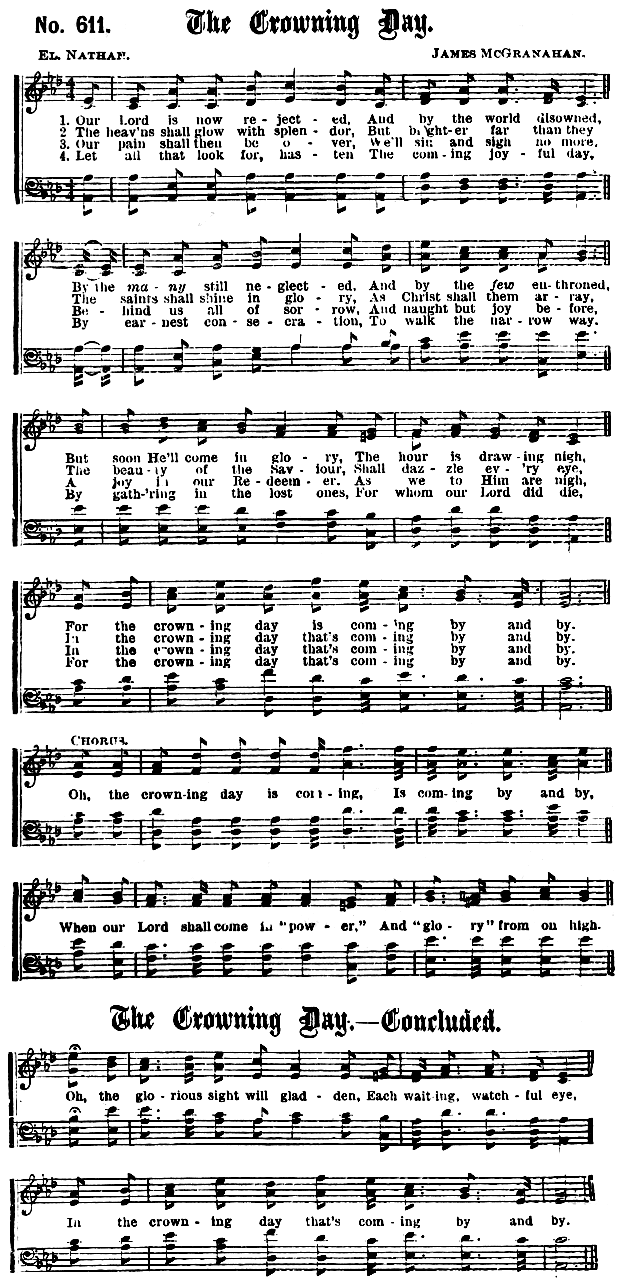 No. 611. The Crowning Day.
EL. NATHAN. JAMES MCGRANAHAN.
1. Our Lord is now re - ject - ed, And by the world disowned,
2 The heav'ns shall glow with splen - dor, But bright-er far than they
3. Our pain shall then be o - ver, We'll sin and sigh no more,
4. Let all that look for, has - ten The com - ing joy - ful day,
By the ma - ny still ne - glect - ed, And by the few en - throned,
The saints shall shine in glo - ry, As Christ shall them ar - ray,
Be - hind us all of sor - row, And naught but joy be - fore,
By ear - nest con - se - cra - tion, To walk the nar - row way.
But soon He'll come in glo - ry, The hour is draw - ing nigh,
The beau - ty of the Sav - iour, Shall daz - zle ev - 'ry eye,
A joy in our Re - deem - er. As we to Him are nigh,
By gath-'ring in the lost ones, For whom our Lord did die,
For the crown - ing day is com - ing by and by.
In the crown - ing day that's com - ing by and by.
In the crown - ing day that's com - ing by and by.
For the crown - ing day that's com - ing by and by.
CHORUS.
Oh, the crown-ing day is com - ing, Is com - ing by and by,
When our Lord shall come in "pow - er," And "glo - ry" from on high.
The Crowning Day.—Concluded.
Oh, the glo - rious sight will glad - den, Each wait - ing, watch - ful eye,
In the crown - ing day that's com - ing by and by.